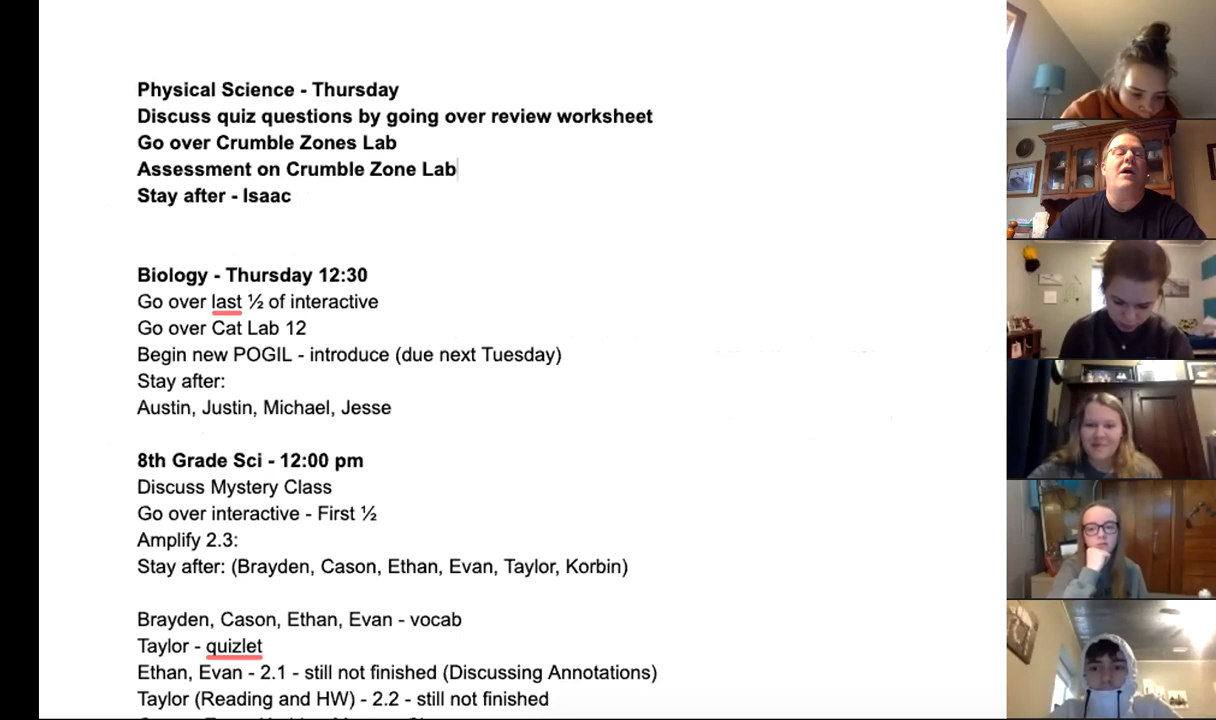 Physical Science - Thursday
Discuss quiz questions by going over review worksheet
Go over Crumble Zones Lab
Assessment on Crumble Zone Lab
Stay after - Isaac
Biology - Thursday 12:30
Go over last ½ of interactive
Go over Cat Lab 12
Begin new POGIL - introduce (due next Tuesday)
Stay after:
Austin, Justin, Michael, Jesse
8th Grade Sci - 12:00 pm
Discuss Mystery Class
Go over interactive - First ½
Amplify 2.3:
Stay after: (Brayden, Cason, Ethan, Evan, Taylor, Korbin)
Brayden, Cason, Ethan, Evan - vocab
Taylor - quizlet
Ethan, Evan - 2.1 - still not finished (Discussing Annotations)
Taylor (Reading and HW) - 2.2 - still not finished